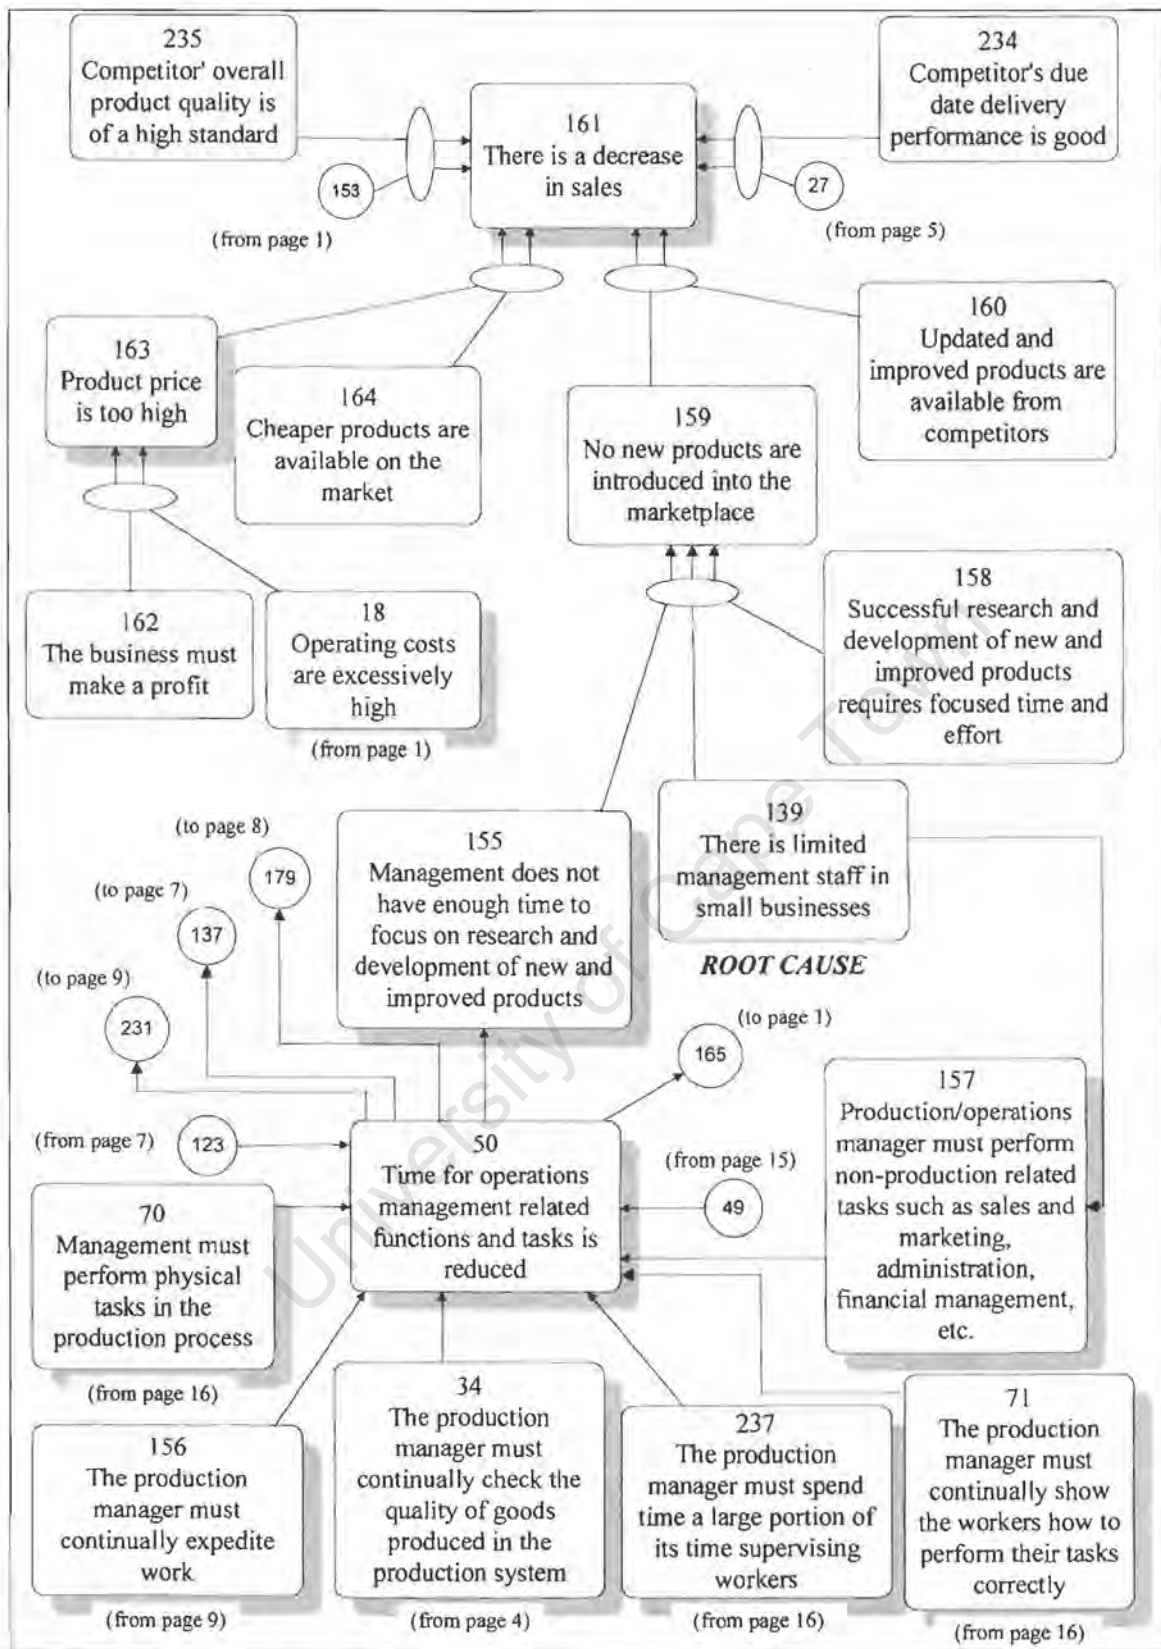 235
Competitor' overall
product quality is
of a high standard
234
Competitor's due
date delivery
performance is good
161
There is a decrease
in sales
153
(from page 1)
27
(from page 5)
163
Product price
is too high
164
Cheaper products are
available on the
market
159
No new products are
introduced into the
marketplace
160
Updated and
improved products are
available from
competitors
162
The business must
make a profit
18
Operating costs
are excessively
high
(from page 1)
158
Successful research and
development of new and
improved products
requires focused time and
effort
155
Management does not
have enough time to
focus on research and
development of new and
improved products
139
There is limited
management staff in
small businesses
ROOT CAUSE
(to page 8)
179
(to page 7)
137
(to page 9)
231
(to page 1)
165
(from page 7)
123
50
Time for operations
management related
functions and tasks is
reduced
(from page 15)
49
157
Production/operations
manager must perform
non-production related
tasks such as sales and
marketing,
administration,
financial management,
etc.
70
Management must
perform physical
tasks in the
production process
(from page 16)
156
The production
manager must
continually expedite
work
(from page 9)
34
The production
manager must
continually check the
quality of goods
produced in the
production system
(from page 4)
237
The production
manager must spend
time a large portion of
its time supervising
workers
(from page 16)
71
The production
manager must
continually show
the workers how to
perform their tasks
correctly
(from page 16)
University of Cape Town